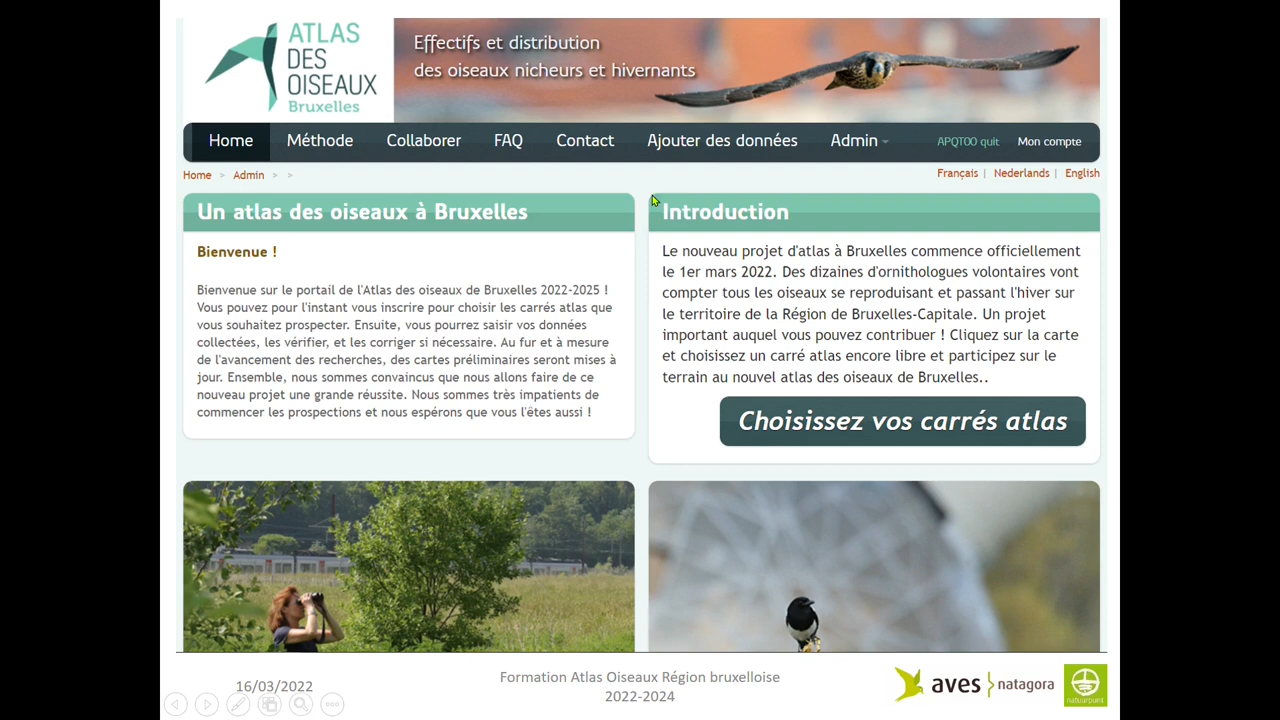 ATLAS
DES
OISEAUX
Bruxelles
Effectifs et distribution
des oiseaux nicheurs et hivernants
Home Méthode Collaborer FAQ Contact Ajouter des données Admin APQTOO quit Mon compte
Home > Admin > >
Français | Nederlands | English
Un atlas des oiseaux à Bruxelles
Bienvenue !
Bienvenue sur le portail de l'Atlas des oiseaux de Bruxelles 2022-2025 !
Vous pouvez pour l'instant vous inscrire pour choisir les carrés atlas que
vous souhaitez prospecter. Ensuite, vous pourrez saisir vos données
collectées, les vérifier, et les corriger si nécessaire. Au fur et à mesure
de l'avancement des recherches, des cartes préliminaires seront mises à
jour. Ensemble, nous sommes convaincus que nous allons faire de ce
nouveau projet une grande réussite. Nous sommes très impatients de
commencer les prospections et nous espérons que vous l'êtes aussi !
Introduction
Le nouveau projet d'atlas à Bruxelles commence officiellement
le 1er mars 2022. Des dizaines d'ornithologues volontaires vont
compter tous les oiseaux se reproduisant et passant l'hiver sur
le territoire de la Région de Bruxelles-Capitale. Un projet
important auquel vous pouvez contribuer ! Cliquez sur la carte
et choisissez un carré atlas encore libre et participez sur le
terrain au nouvel atlas des oiseaux de Bruxelles..
Choisissez vos carrés atlas
16/03/2022
Formation Atlas Oiseaux Région bruxelloise
2022-2024
aves natagora
natuurpunt